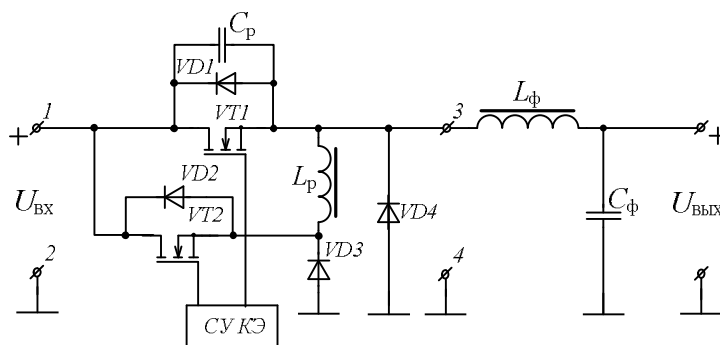 Cр
VD1
VT1
1
+
3
Lф
+
VD2
VT2
Lр
VD4
Uвх
Cф
Uвых
2
VD3
4
СУ КЭ